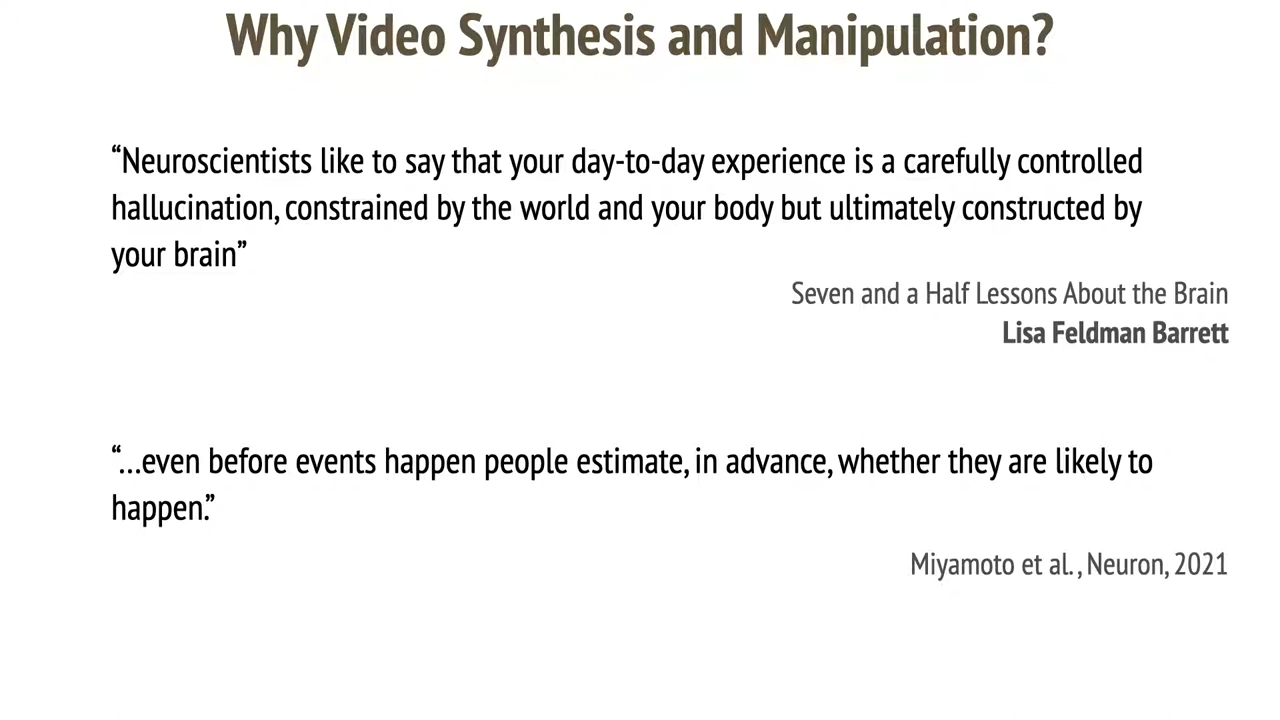 Why Video Synthesis and Manipulation?
“Neuroscientists like to say that your day-to-day experience is a carefully controlled
hallucination, constrained by the world and your body but ultimately constructed by
your brain”
Seven and a Half Lessons About the Brain
Lisa Feldman Barrett
“...even before events happen people estimate, in advance, whether they are likely to
happen.”
Miyamoto et al., Neuron, 2021